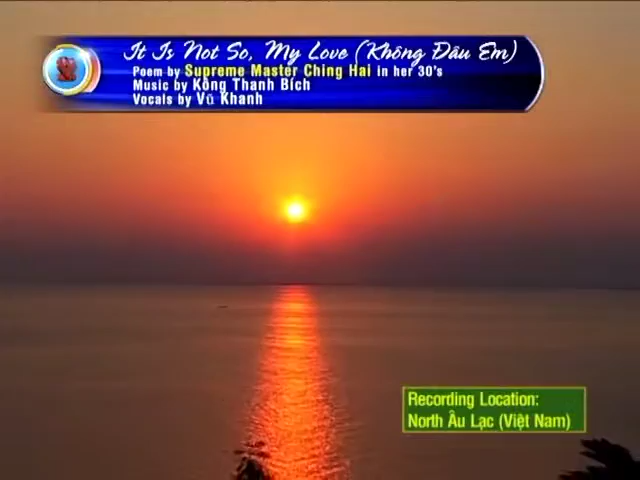 It Is Not So, My Love (Không Đâu Em)
Poem by Supreme Master Ching Hai in her 30's
Music by Kông Thanh Bích
Vocals by Vũ Khanh
Recording Location:
North Âu Lạc (Việt Nam)